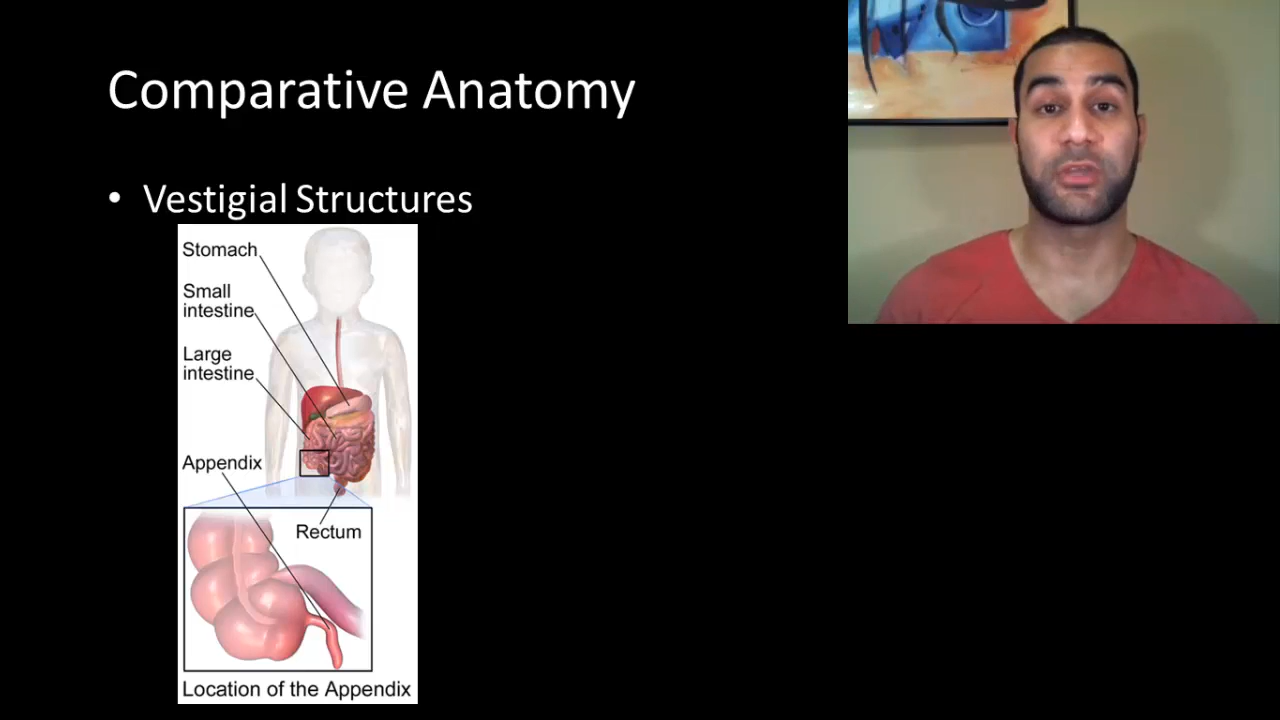 Comparative Anatomy
• Vestigial Structures
Stomach
Small
intestine
Large
intestine
Appendix
Rectum
Location of the Appendix